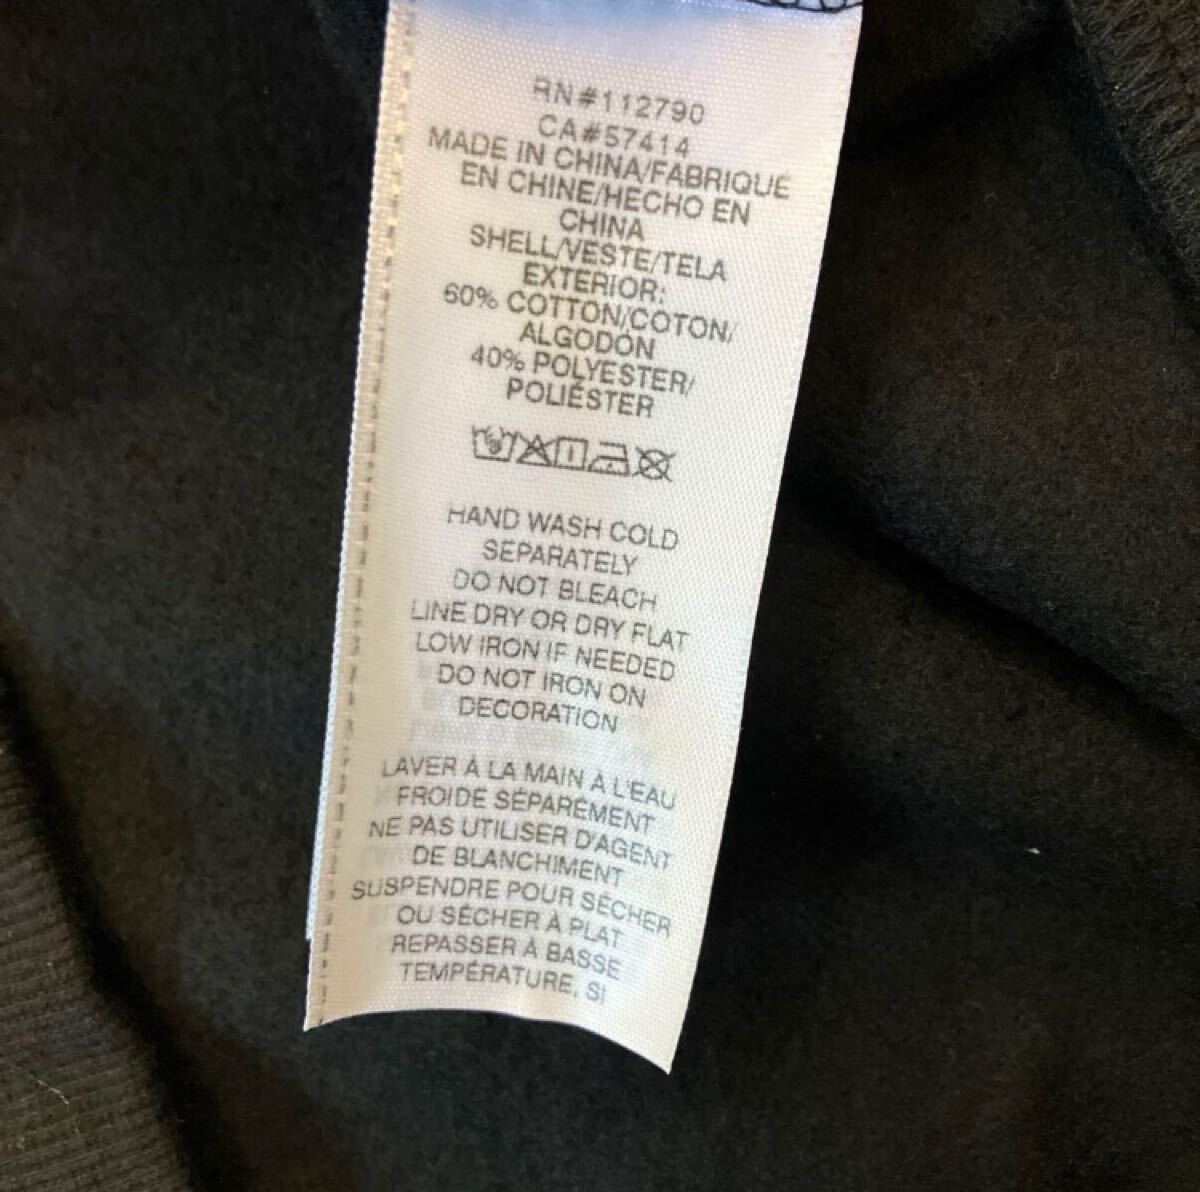 RN#112790
CA#57414
MADE IN CHINA/FABRIQUÉ
EN CHINE/HECHO EN
CHINA
SHELL/VESTE/TELA
EXTERIOR:
60% COTTON/COTON/
ALGODÓN
40% POLYESTER/
POLIÉSTER
HAND WASH COLD
SEPARATELY
DO NOT BLEACH
LINE DRY OR DRY FLAT
LOW IRON IF NEEDED
DO NOT IRON ON
DECORATION
LAVER À LA MAIN À L'EAU
FROIDE SÉPARÉMENT
NE PAS UTILISER D'AGENT
DE BLANCHIMENT
SUSPENDRE POUR SÉCHER
OU SÉCHER À PLAT
REPASSER À BASSE
TEMPÉRATURE, SI